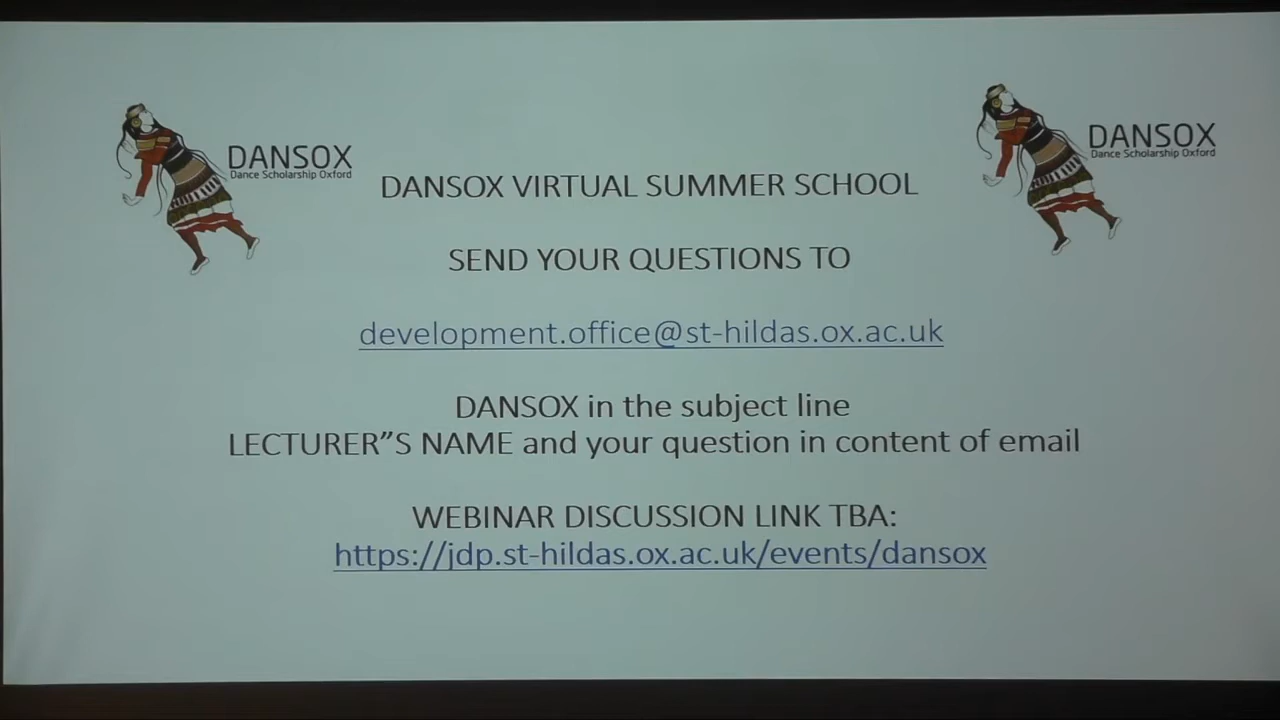 DANSOX
Dance Scholarship Oxford
DANSOX
Dance Scholarship Oxford
DANSOX VIRTUAL SUMMER SCHOOL
SEND YOUR QUESTIONS TO
development.office@st-hildas.ox.ac.uk
DANSOX in the subject line
LECTURER”S NAME and your question in content of email
WEBINAR DISCUSSION LINK TBA:
https://jdp.st-hildas.ox.ac.uk/events/dansox